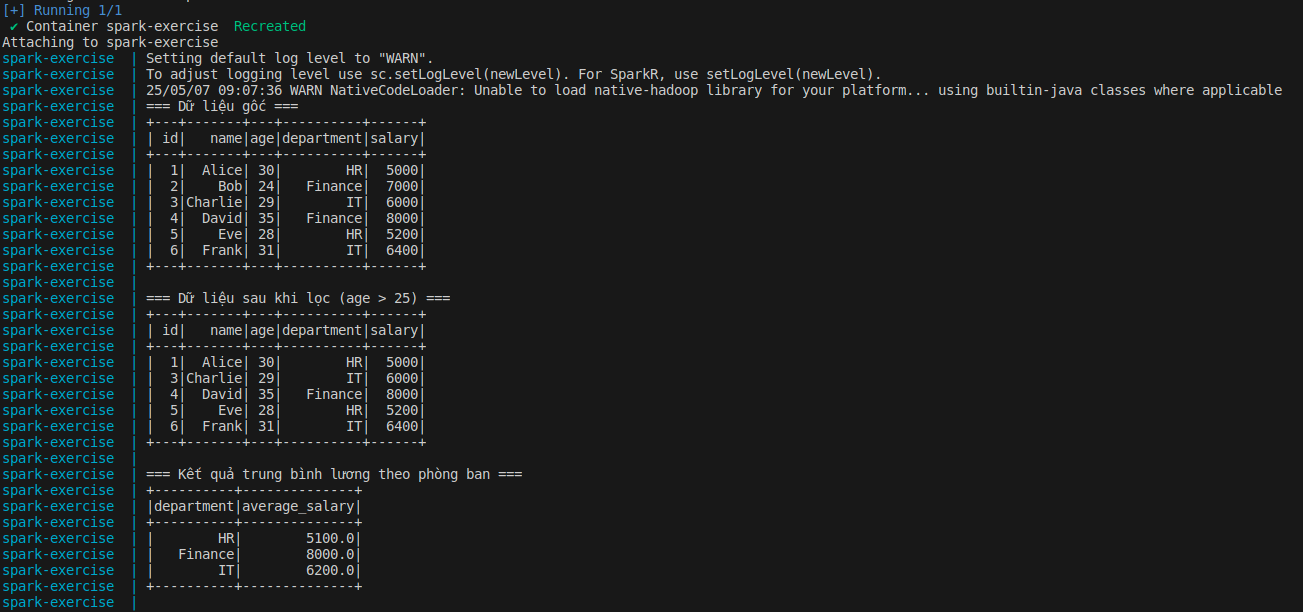 [+] Running 1/1
✔ Container spark-exercise  Recreated
Attaching to spark-exercise
spark-exercise  | Setting default log level to "WARN".
spark-exercise  | To adjust logging level use sc.setLogLevel(newLevel). For SparkR, use setLogLevel(newLevel).
spark-exercise  | 25/05/07 09:07:36 WARN NativeCodeLoader: Unable to load native-hadoop library for your platform... using builtin-java classes where applicable
spark-exercise  | === Dữ liệu gốc ===
spark-exercise  | +---+-------+---+----------+------+
spark-exercise  | | id|   name|age|department|salary|
spark-exercise  | +---+-------+---+----------+------+
spark-exercise  | |  1|  Alice| 30|        HR|  5000|
spark-exercise  | |  2|    Bob| 24|   Finance|  7000|
spark-exercise  | |  3|Charlie| 29|        IT|  6000|
spark-exercise  | |  4|  David| 35|   Finance|  8000|
spark-exercise  | |  5|    Eve| 28|        HR|  5200|
spark-exercise  | |  6|  Frank| 31|        IT|  6400|
spark-exercise  | +---+-------+---+----------+------+
spark-exercise  |
spark-exercise  | === Dữ liệu sau khi lọc (age > 25) ===
spark-exercise  | +---+-------+---+----------+------+
spark-exercise  | | id|   name|age|department|salary|
spark-exercise  | +---+-------+---+----------+------+
spark-exercise  | |  1|  Alice| 30|        HR|  5000|
spark-exercise  | |  3|Charlie| 29|        IT|  6000|
spark-exercise  | |  4|  David| 35|   Finance|  8000|
spark-exercise  | |  5|    Eve| 28|        HR|  5200|
spark-exercise  | |  6|  Frank| 31|        IT|  6400|
spark-exercise  | +---+-------+---+----------+------+
spark-exercise  |
spark-exercise  | === Kết quả trung bình lương theo phòng ban ===
spark-exercise  | +----------+--------------+
spark-exercise  | |department|average_salary|
spark-exercise  | +----------+--------------+
spark-exercise  | |        HR|        5100.0|
spark-exercise  | |   Finance|        8000.0|
spark-exercise  | |        IT|        6200.0|
spark-exercise  | +----------+--------------+
spark-exercise  |